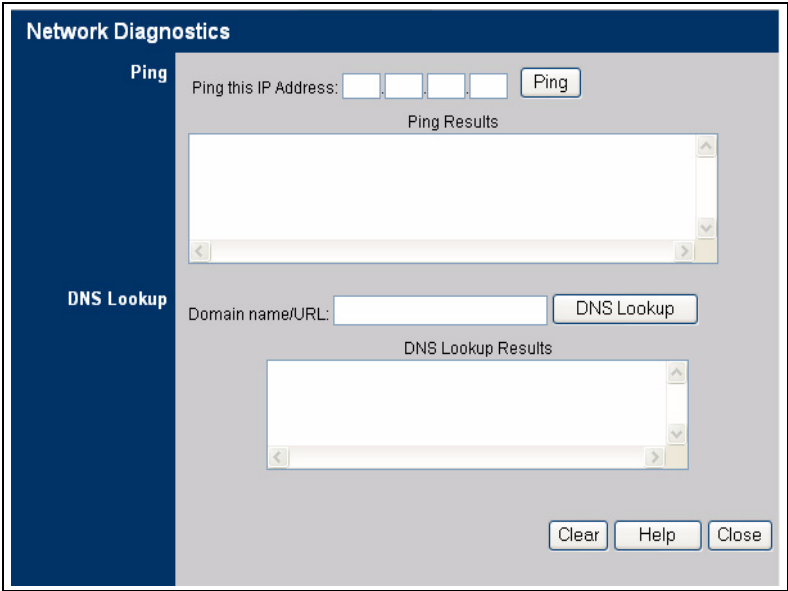 Network Diagnostics
Ping
Ping this IP Address: . . . Ping
Ping Results
DNS Lookup
Domain name/URL: DNS Lookup
DNS Lookup Results
Clear Help Close